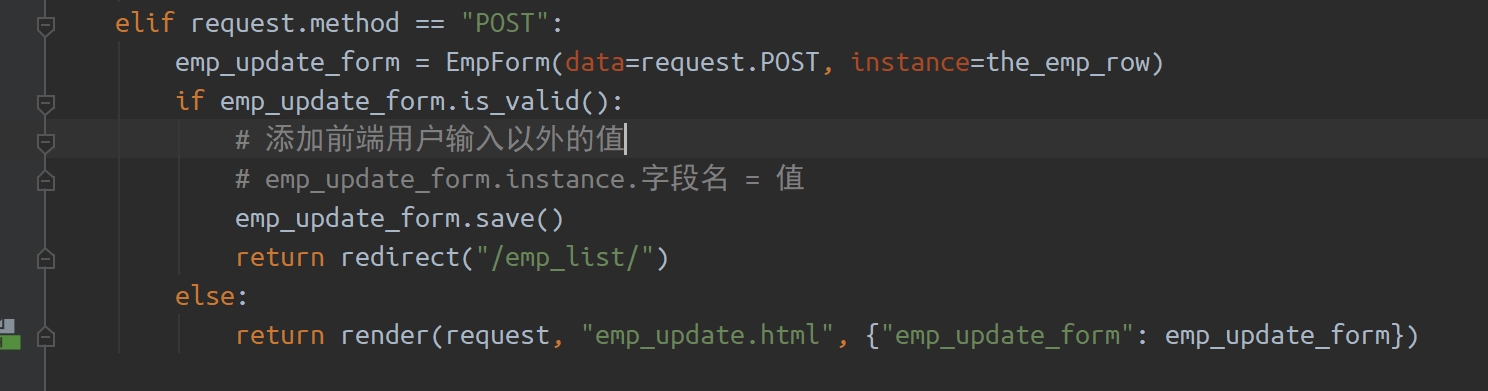 elif request.method == "POST":
emp_update_form = EmpForm(data=request.POST, instance=the_emp_row)
if emp_update_form.is_valid():
# 添加前端用户输入以外的值
# emp_update_form.instance.字段名 = 值
emp_update_form.save()
return redirect("/emp_list/")
else:
return render(request, "emp_update.html", {"emp_update_form": emp_update_form})